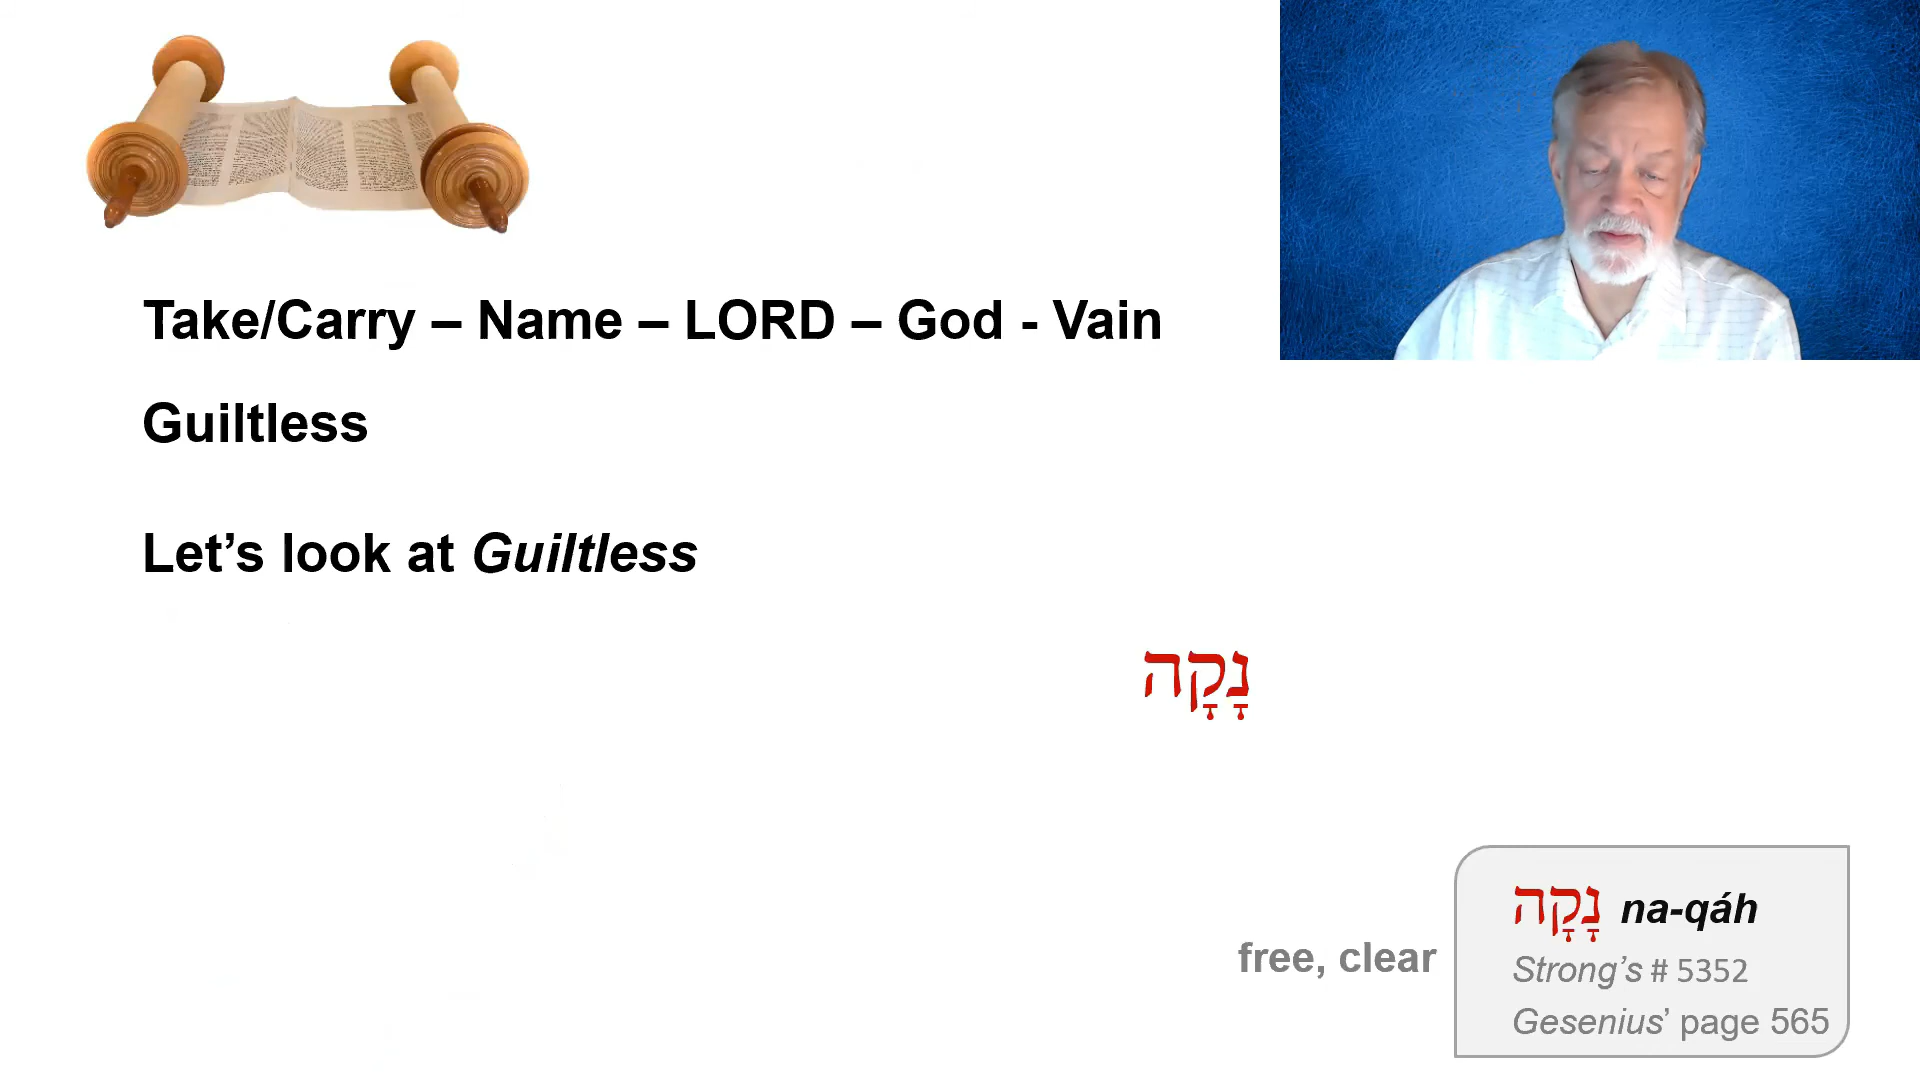 Take/Carry – Name – LORD – God - Vain
Guiltless
Let’s look at Guiltless
נָקָה
free, clear
נָקָה na-qáh
Strong’s # 5352
Gesenius’ page 565